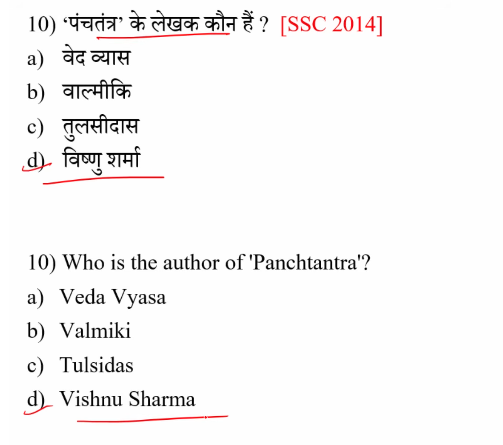 10) ‘पंचतंत्र’ के लेखक कौन हैं ? [SSC 2014]
a) वेद व्यास
b) वाल्मीकि
c) तुलसीदास
d) विष्णु शर्मा
10) Who is the author of 'Panchtantra'?
a) Veda Vyasa
b) Valmiki
c) Tulsidas
d) Vishnu Sharma